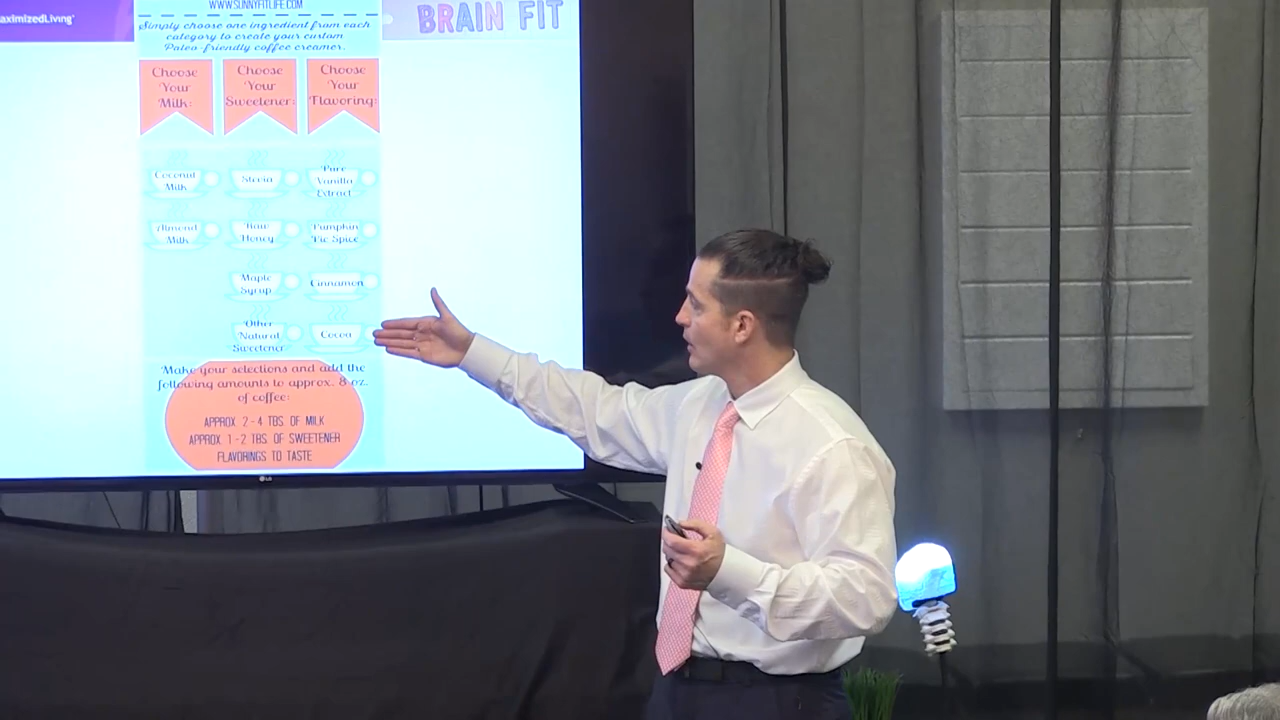 aximizedLiving
WWW.SUNNYFITLIFE.COM
BRAIN FIT
Simply choose one ingredient from each
category to create your custom
Paleo-friendly coffee creamer.
Choose
Your
Milk:
Choose
Your
Sweetener:
Choose
Your
Flavoring:
Coconut
Milk
Stevia
Pure
Vanilla
Extract
Almond
Milk
Raw
Honey
Pumpkin
Pie Spice
Maple
Syrup
Cinnamon
Other
Natural
Sweetener
Cocoa
Make your selections and add the
following amounts to approx. 8 oz.
of coffee:
APPROX 2-4 TBS. OF MILK
APPROX. 1-2 TBS OF SWEETENER
FLAVORINGS TO TASTE
LG